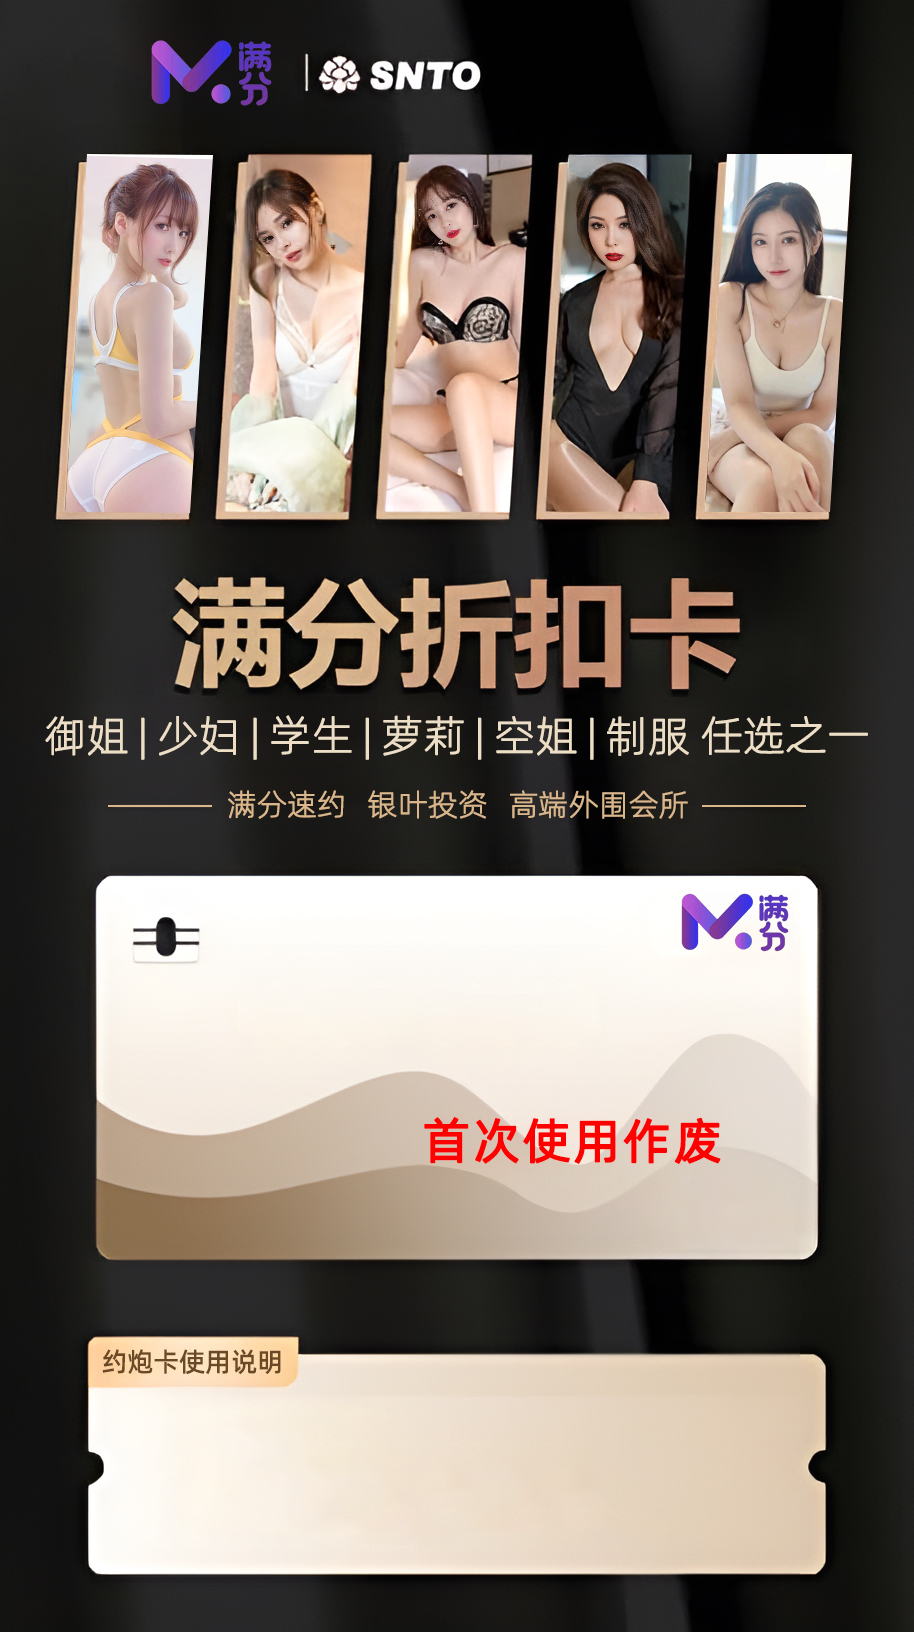 满分
SNTO
满分折扣卡
御姐|少妇|学生|萝莉|空姐|制服 任选之一
满分速约 银叶投资 高端外围会所
满分
首次使用作废
约炮卡使用说明